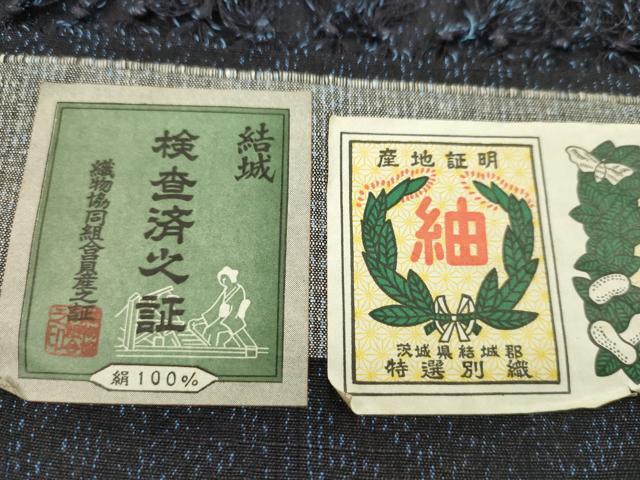 結城
検査済之証
織物協同組合員産之証
絹100%
産地証明
紬
茨城県結城郡
特選別織